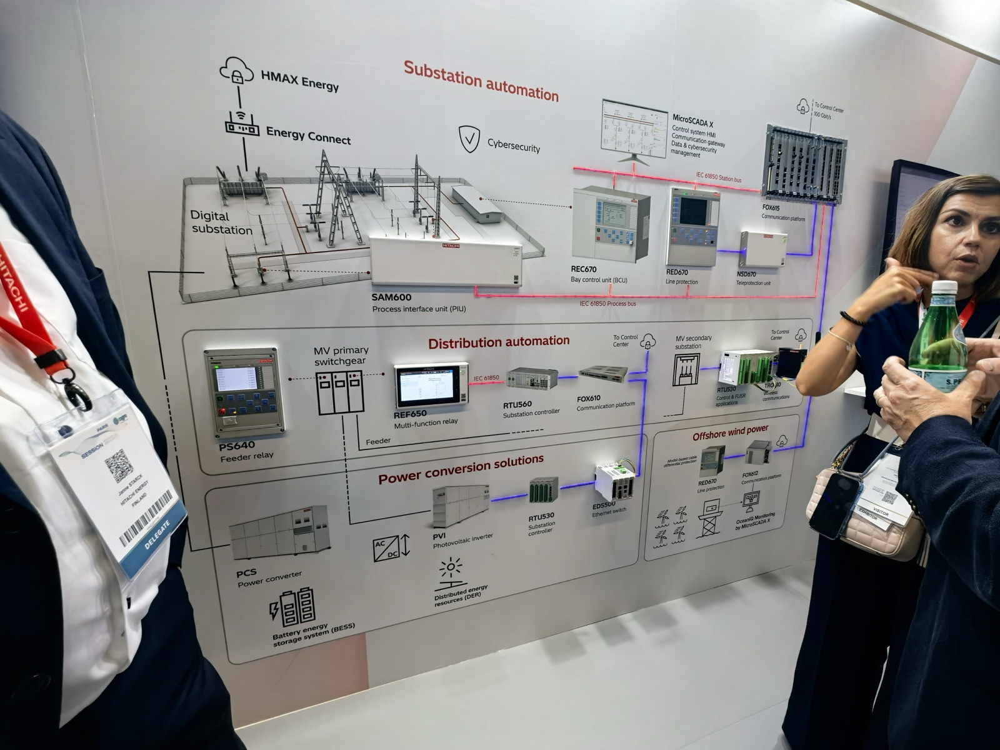 HMAX Energy
Energy Connect
Substation automation
Cybersecurity
MicroSCADA X
Control system HMI
Communication gateway
Data & cybersecurity
management
To Control Center
100 Gbit/s
IEC 61850 Station bus
FOX615
Communication platform
Digital
substation
HITACHI
SAM600
Process interface unit (PIU)
REC670
Bay control unit (BCU)
RED670
Line protection
NSD670
Teleprotection unit
IEC 61850 Process bus
Distribution automation
MV primary
switchgear
HITACHI
PS640
Feeder relay
HITACHI
REF650
Multi-function relay
IEC 61850
RTU560
Substation controller
FOX610
Communication platform
To Control
Center
MV secondary
substation
To Control
Center
RTU530
Control & FLISR
applications
Wireless
communications
Feeder
Power conversion solutions
PCS
Power converter
Battery energy
storage system (BESS)
AC
DC
PVI
Photovoltaic inverter
Distributed energy
resources (DER)
RTU530
Substation
controller
EDS500
Ethernet switch
Offshore wind power
Model-based cable
differential protection
RED670
Line protection
FOX612
Communication platform
OceanIQ Monitoring
by MicroSCADA X
HITACHI
PARIS
SESSION
Janne STARCK
HITACHI ENERGY
FINLAND
DELEGATE
VISITOR
EXHIBITOR
S.PE